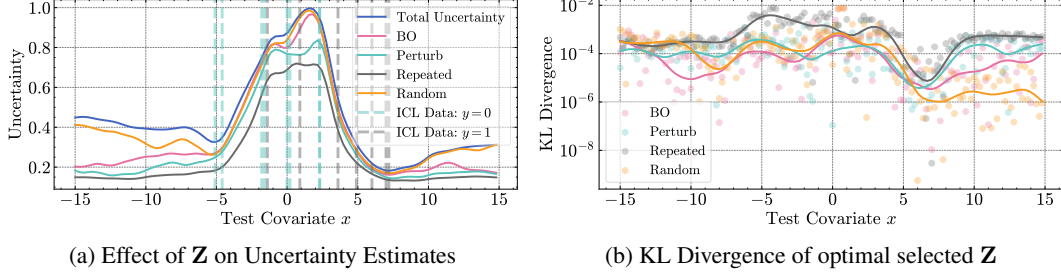 1.0
0.8
0.6
0.4
0.2
Uncertainty
Total Uncertainty
BO
Perturb
Repeated
Random
ICL Data: y = 0
ICL Data: y = 1
−15 −10 −5 0 5 10 15
Test Covariate x
(a) Effect of Z on Uncertainty Estimates
10⁻²
10⁻⁴
10⁻⁶
10⁻⁸
KL Divergence
BO
Perturb
Repeated
Random
−15 −10 −5 0 5 10 15
Test Covariate x
(b) KL Divergence of optimal selected Z